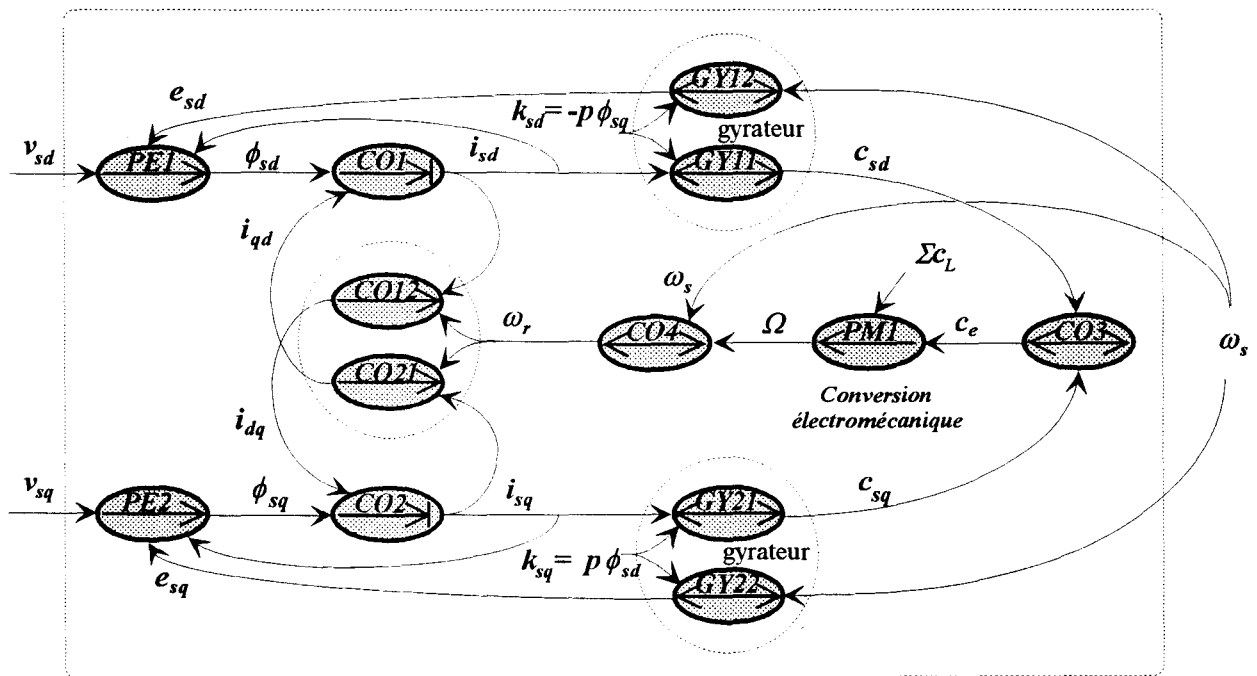 GY12
e_sd
k_sd = -p ϕ_sq
gyrateur
v_sd
PE1
ϕ_sd
CO1
i_sd
GY11
c_sd
i_qd
CO12
ω_s
Σc_L
ω_r
CO4
Ω
PM1
c_e
CO3
ω_s
CO21
Conversion
électromécanique
i_dq
v_sq
PE2
ϕ_sq
CO2
i_sq
GY21
c_sq
k_sq = p ϕ_sd
gyrateur
e_sq
GY22